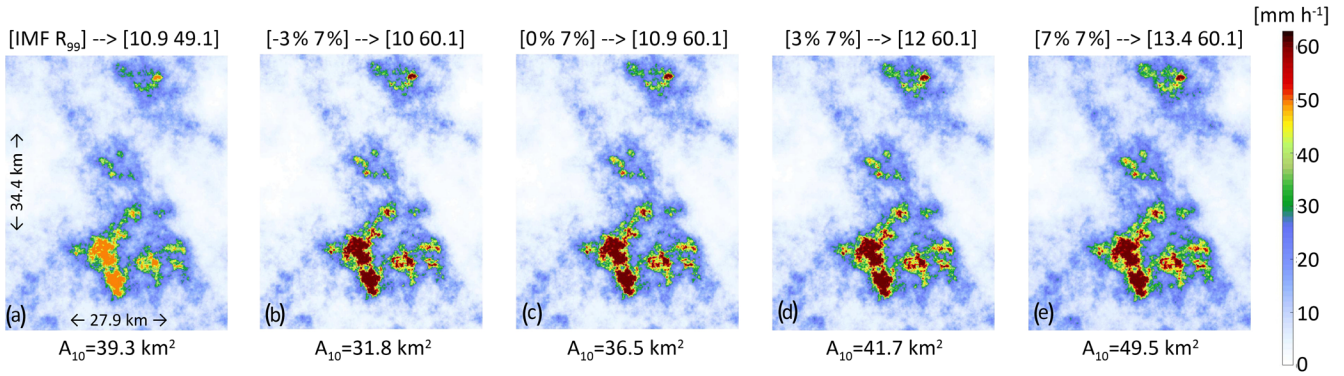 [mm h⁻¹]
[IMF R₉₉] --> [10.9 49.1]
[-3% 7%] --> [10 60.1]
[0% 7%] --> [10.9 60.1]
[3% 7%] --> [12 60.1]
[7% 7%] --> [13.4 60.1]
← 34.4 km →
← 27.9 km →
(a)
(b)
(c)
(d)
(e)
A₁₀=39.3 km²
A₁₀=31.8 km²
A₁₀=36.5 km²
A₁₀=41.7 km²
A₁₀=49.5 km²
60
50
40
30
20
10
0